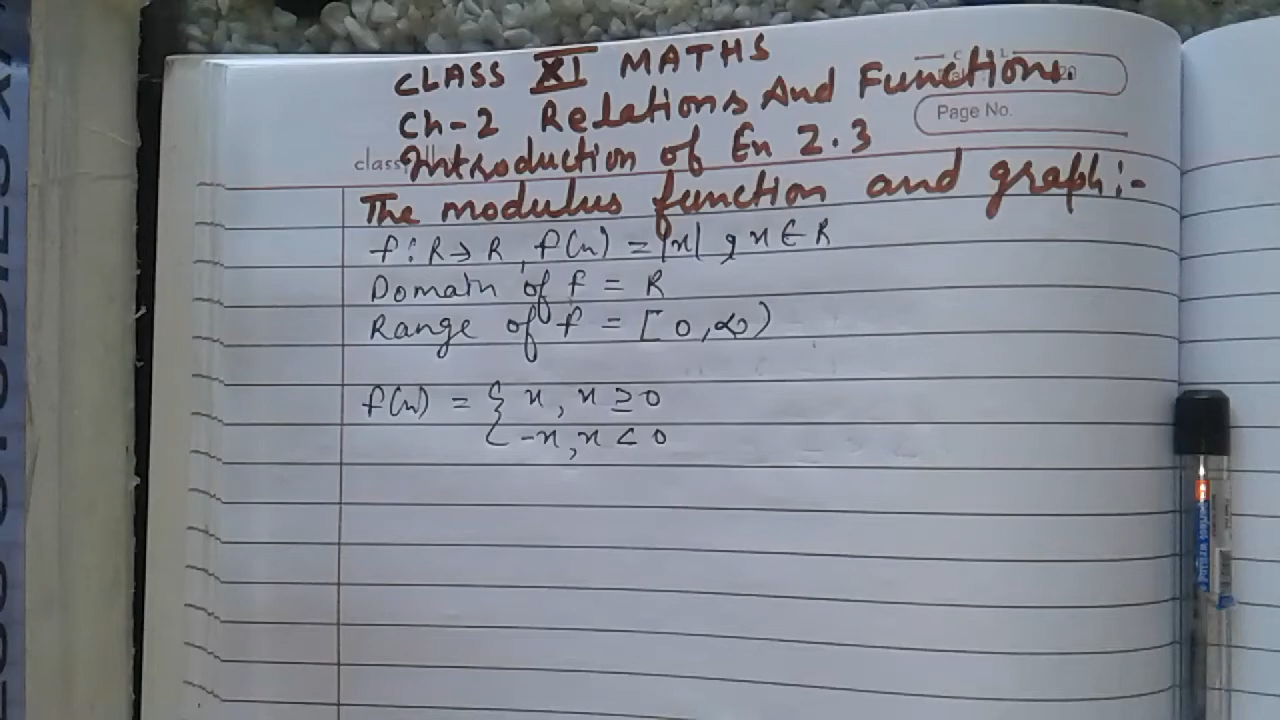 CLASS XI MATHS
Ch-2 Relations And Functions
Page No.
class
Introduction of Ex 2.3
The modulus function and graph:-
f : R → R, f(x) = |x|, x ∈ R
Domain of f = R
Range of f = [0, ∞)
f(x) = { x, x ≥ 0
-x, x < 0